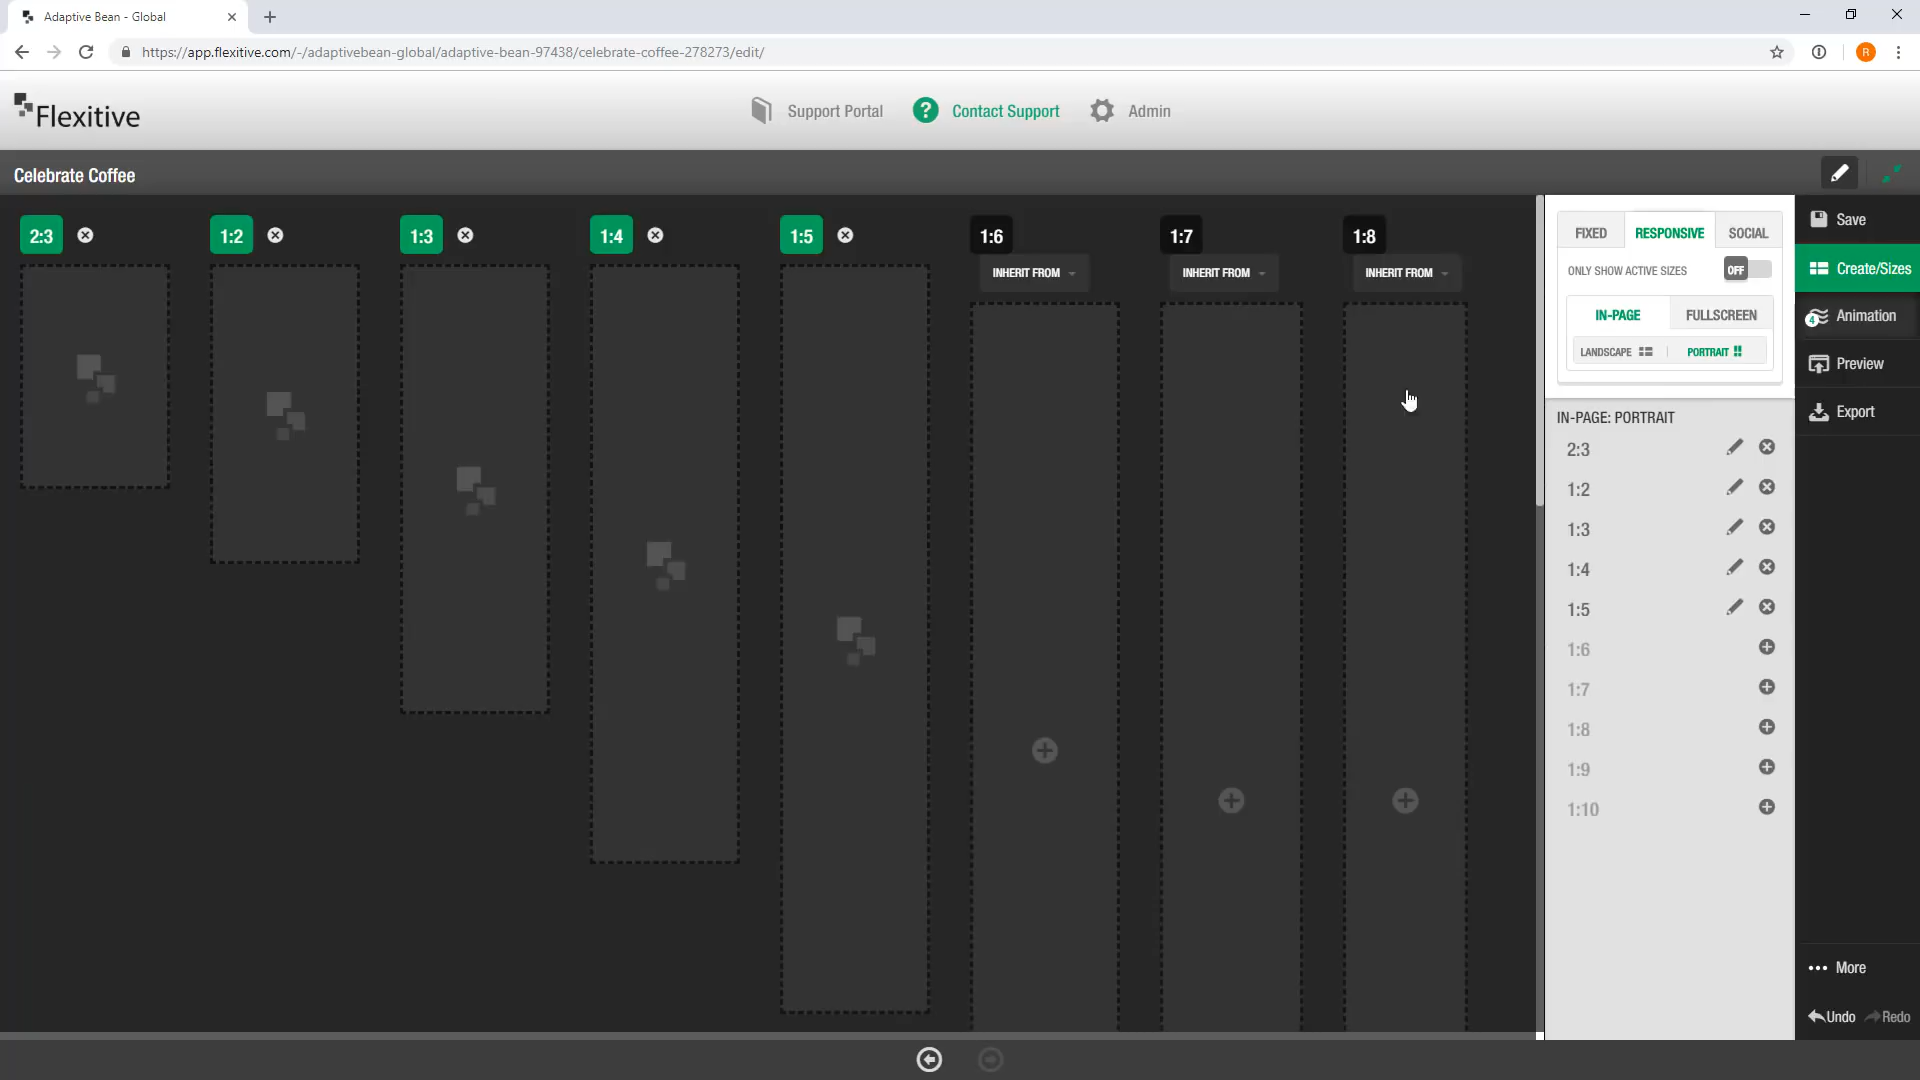 Adaptive Bean - Global
https://app.flexitive.com/-/adaptivebean-global/adaptive-bean-97438/celebrate-coffee-278273/edit/
R
Flexitive
Support Portal
? Contact Support
Admin
Celebrate Coffee
2:3
1:2
1:3
1:4
1:5
1:6
1:7
1:8
INHERIT FROM
INHERIT FROM
INHERIT FROM
FIXED
RESPONSIVE
SOCIAL
ONLY SHOW ACTIVE SIZES
OFF
IN-PAGE
FULLSCREEN
LANDSCAPE
PORTRAIT
IN-PAGE: PORTRAIT
2:3
1:2
1:3
1:4
1:5
1:6
1:7
1:8
1:9
1:10
Save
Create/Sizes
4 Animation
Preview
Export
More
Undo
Redo